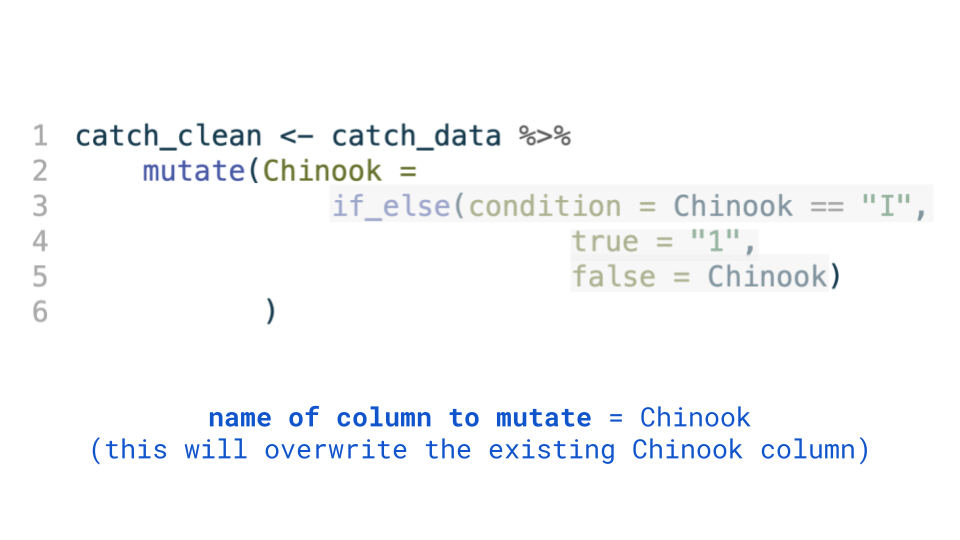 1 catch_clean <- catch_data %>%
2 mutate(Chinook =
3 if_else(condition = Chinook == "I",
4 true = "1",
5 false = Chinook)
6 )
name of column to mutate = Chinook
(this will overwrite the existing Chinook column)